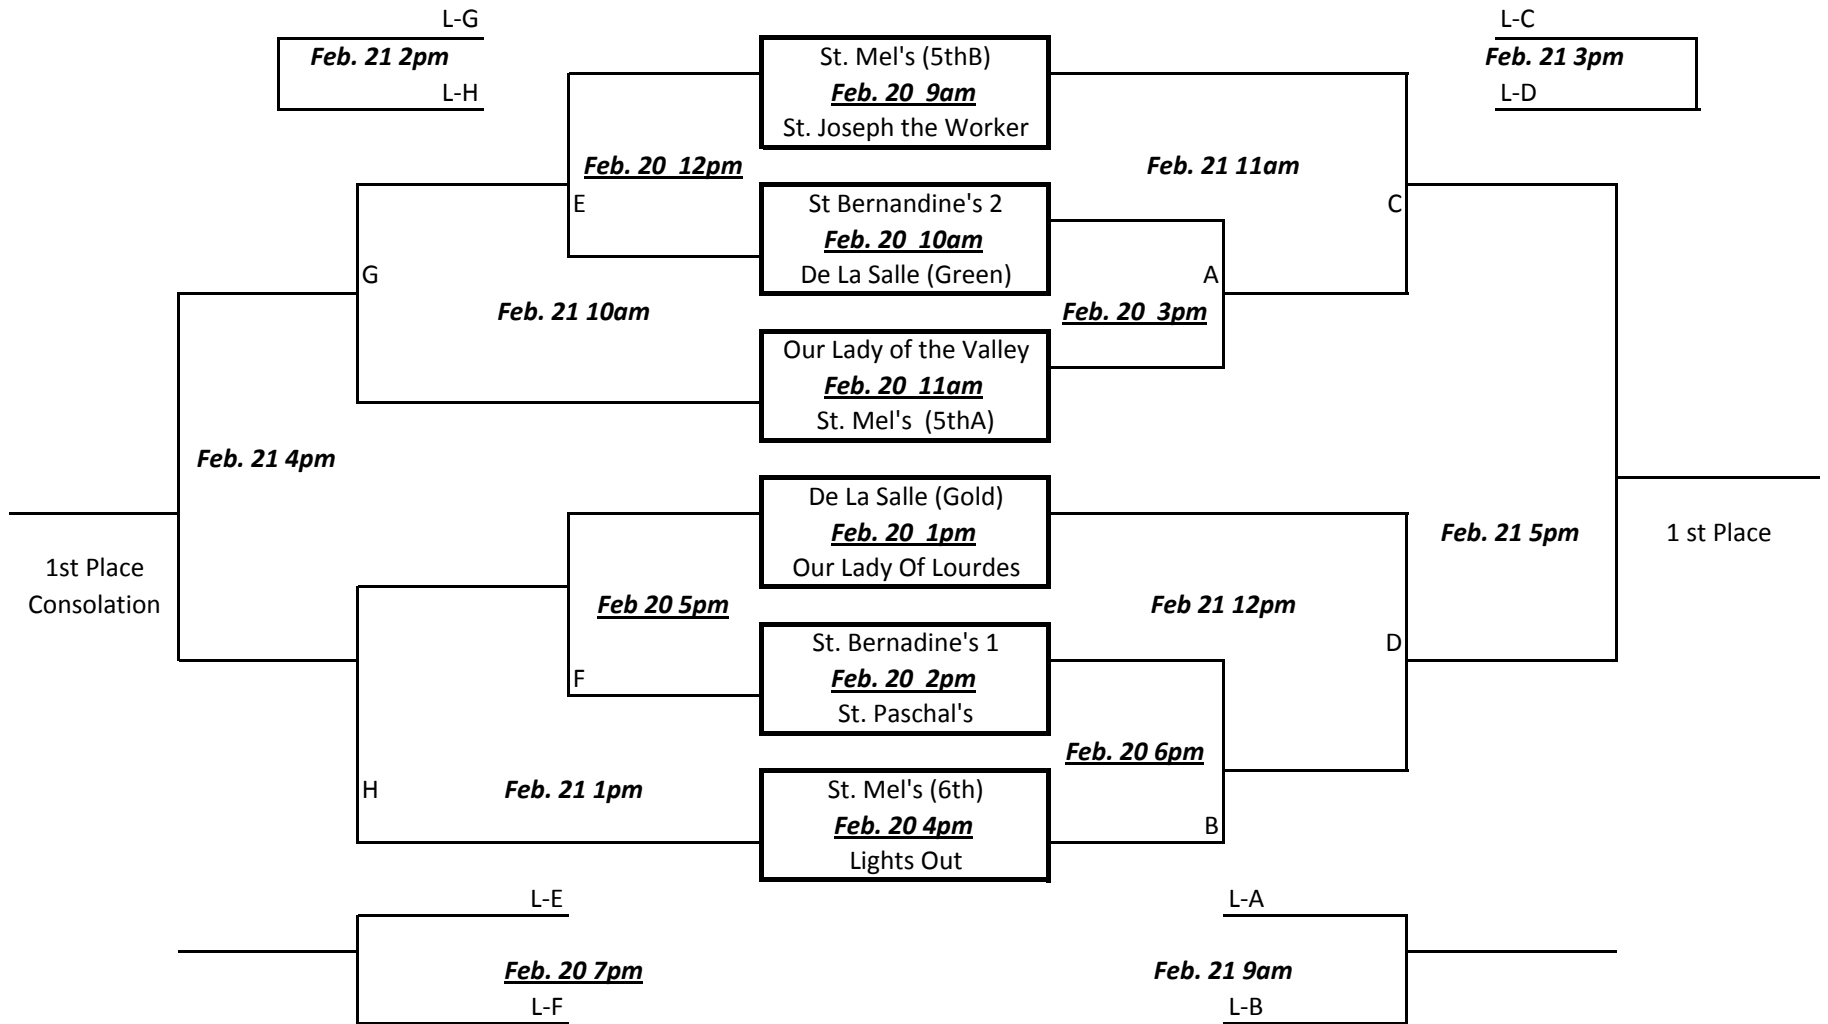 L-G
L-C
Feb. 21 2pm
St. Mel's (5thB)
Feb. 21 3pm
L-H
Feb. 20 9am
L-D
St. Joseph the Worker
Feb. 20 12pm
Feb. 21 11am
E
St Bernandine's 2
C
Feb. 20 10am
G
De La Salle (Green)
A
Feb. 21 10am
Feb. 20 3pm
Our Lady of the Valley
Feb. 20 11am
St. Mel's (5thA)
Feb. 21 4pm
De La Salle (Gold)
Feb. 20 1pm
Feb. 21 5pm
1 st Place
1st Place
Consolation
Our Lady Of Lourdes
Feb 20 5pm
Feb 21 12pm
St. Bernadine's 1
D
F
Feb. 20 2pm
St. Paschal's
Feb. 20 6pm
H
Feb. 21 1pm
St. Mel's (6th)
Feb. 20 4pm
B
Lights Out
L-E
L-A
Feb. 20 7pm
Feb. 21 9am
L-F
L-B